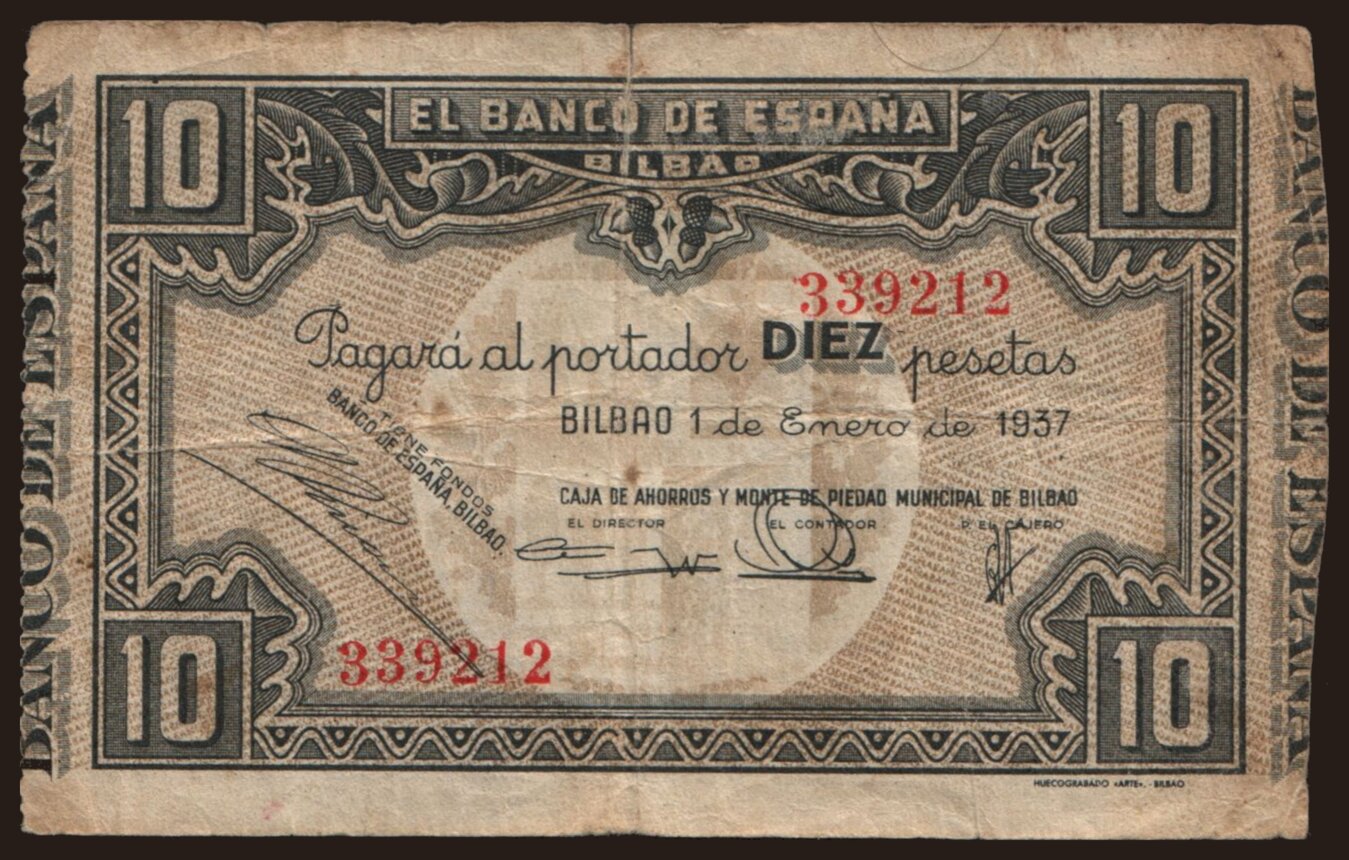 10
EL BANCO DE ESPAÑA
10
BILBAO
BANCO DE ESPAÑA
BANCO DE ESPAÑA
339212
Pagará al portador DIEZ pesetas
BILBAO 1 de Enero de 1937
TIENE FONDOS
BANCO DE ESPAÑA, BILBAO.
CAJA DE AHORROS Y MONTE DE PIEDAD MUNICIPAL DE BILBAO
EL DIRECTOR EL CONTADOR P. EL CAJERO
339212
10
10
HUECOGRABADO «ARTE». - BILBAO